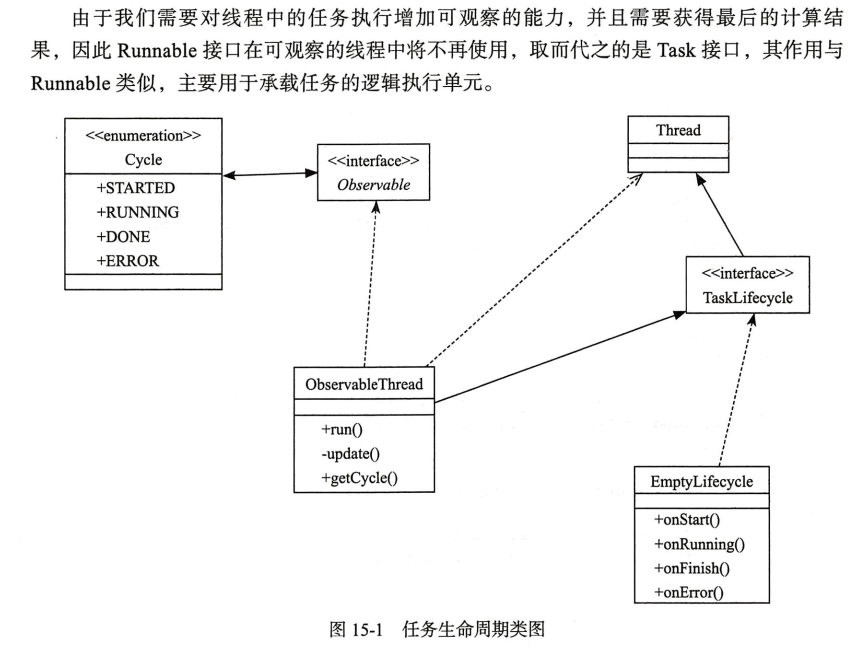 由于我们需要对线程中的任务执行增加可观察的能力，并且需要获得最后的计算结
果，因此 Runnable 接口在可观察的线程中将不再使用，取而代之的是 Task 接口，其作用与
Runnable 类似，主要用于承载任务的逻辑执行单元。
<<enumeration>>
Cycle
+STARTED
+RUNNING
+DONE
+ERROR
<<interface>>
Observable
Thread
<<interface>>
TaskLifecycle
ObservableThread
+run()
-update()
+getCycle()
EmptyLifecycle
+onStart()
+onRunning()
+onFinish()
+onError()
图 15-1 任务生命周期类图